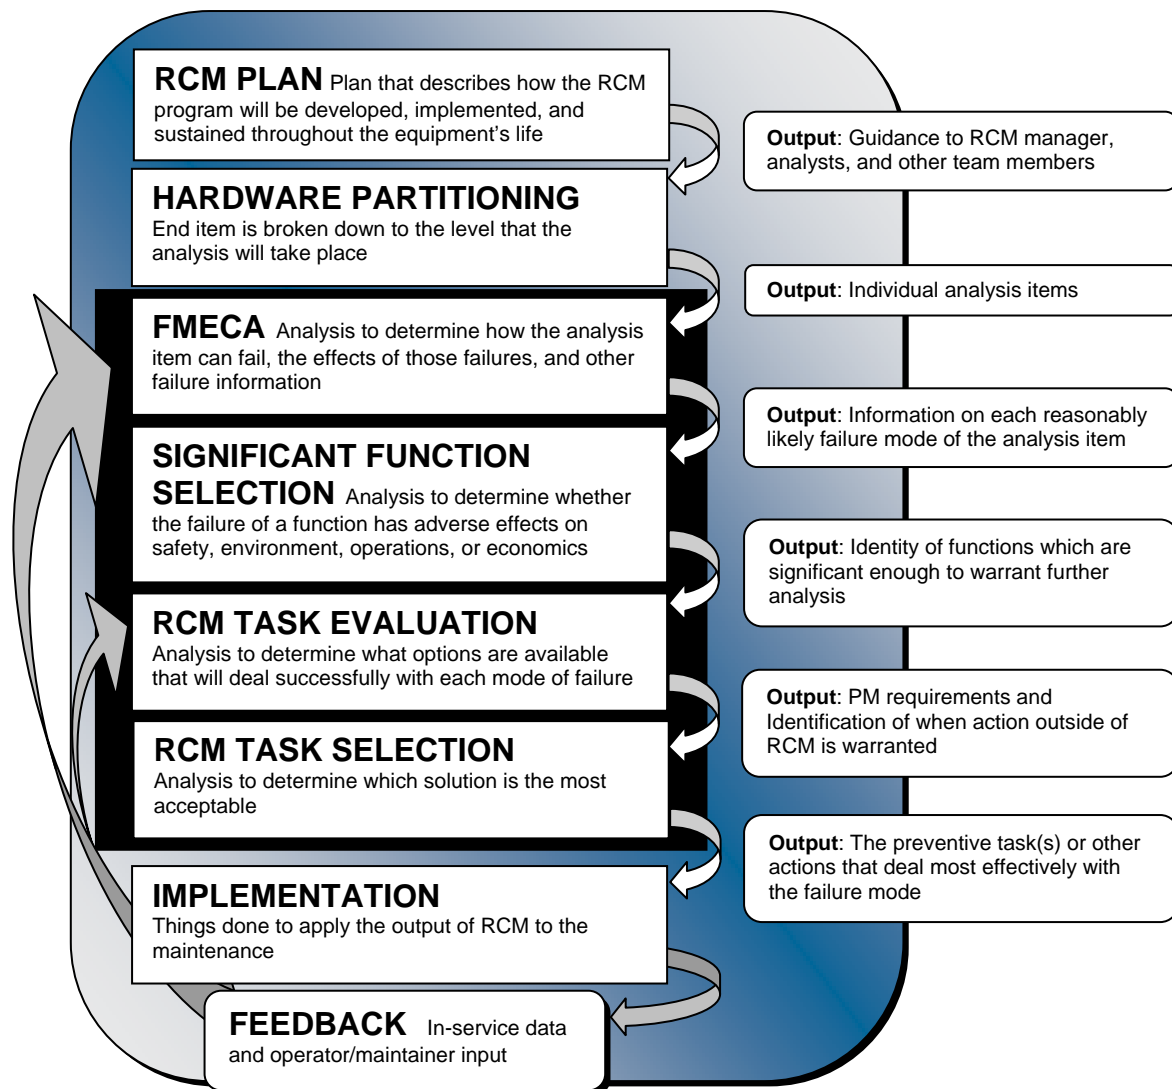 RCM PLAN Plan that describes how the RCM
program will be developed, implemented, and
sustained throughout the equipment's life
Output: Guidance to RCM manager,
analysts, and other team members
HARDWARE PARTITIONING
End item is broken down to the level that the
analysis will take place
Output: Individual analysis items
FMECA Analysis to determine how the analysis
item can fail, the effects of those failures, and other
failure information
Output: Information on each reasonably
likely failure mode of the analysis item
SIGNIFICANT FUNCTION
SELECTION Analysis to determine whether
the failure of a function has adverse effects on
safety, environment, operations, or economics
Output: Identity of functions which are
significant enough to warrant further
analysis
RCM TASK EVALUATION
Analysis to determine what options are available
that will deal successfully with each mode of failure
Output: PM requirements and
Identification of when action outside of
RCM is warranted
RCM TASK SELECTION
Analysis to determine which solution is the most
acceptable
Output: The preventive task(s) or other
actions that deal most effectively with
the failure mode
IMPLEMENTATION
Things done to apply the output of RCM to the
maintenance
FEEDBACK In-service data
and operator/maintainer input